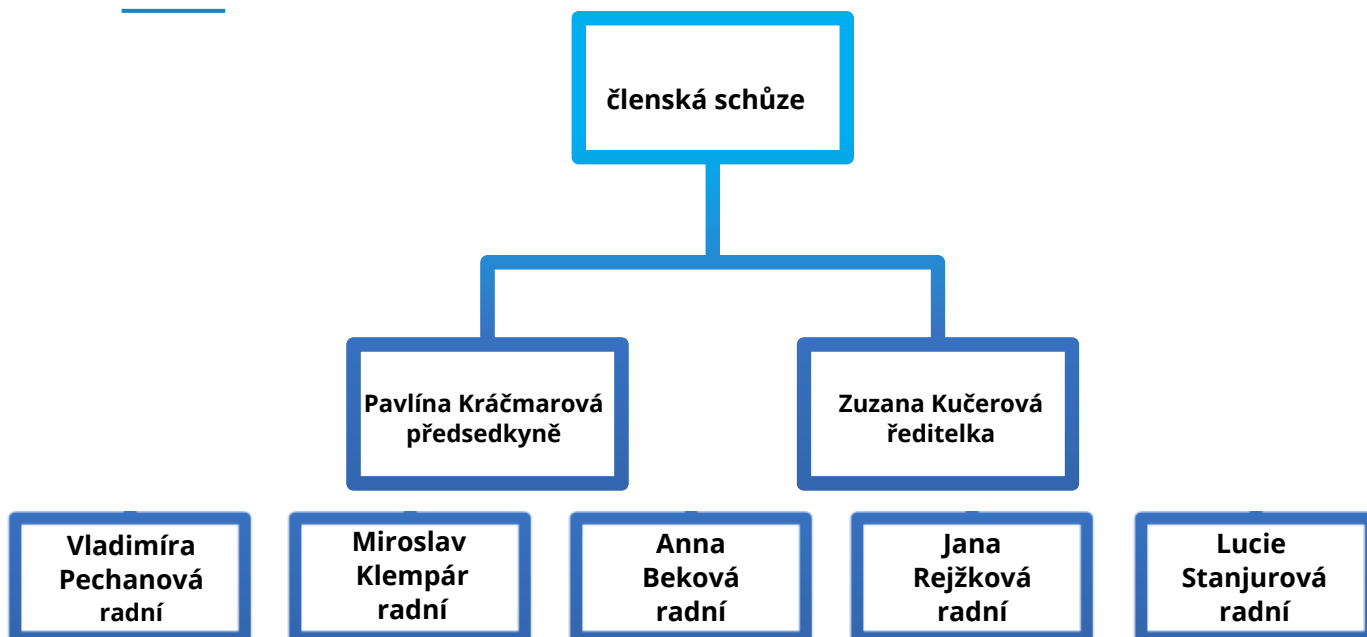 členská schůze
Pavlína Kráčmarová
předsedkyně
Zuzana Kučerová
ředitelka
Vladimíra
Pechanová
radní
Miroslav
Klempár
radní
Anna
Beková
radní
Jana
Rejžková
radní
Lucie
Stanjurová
radní